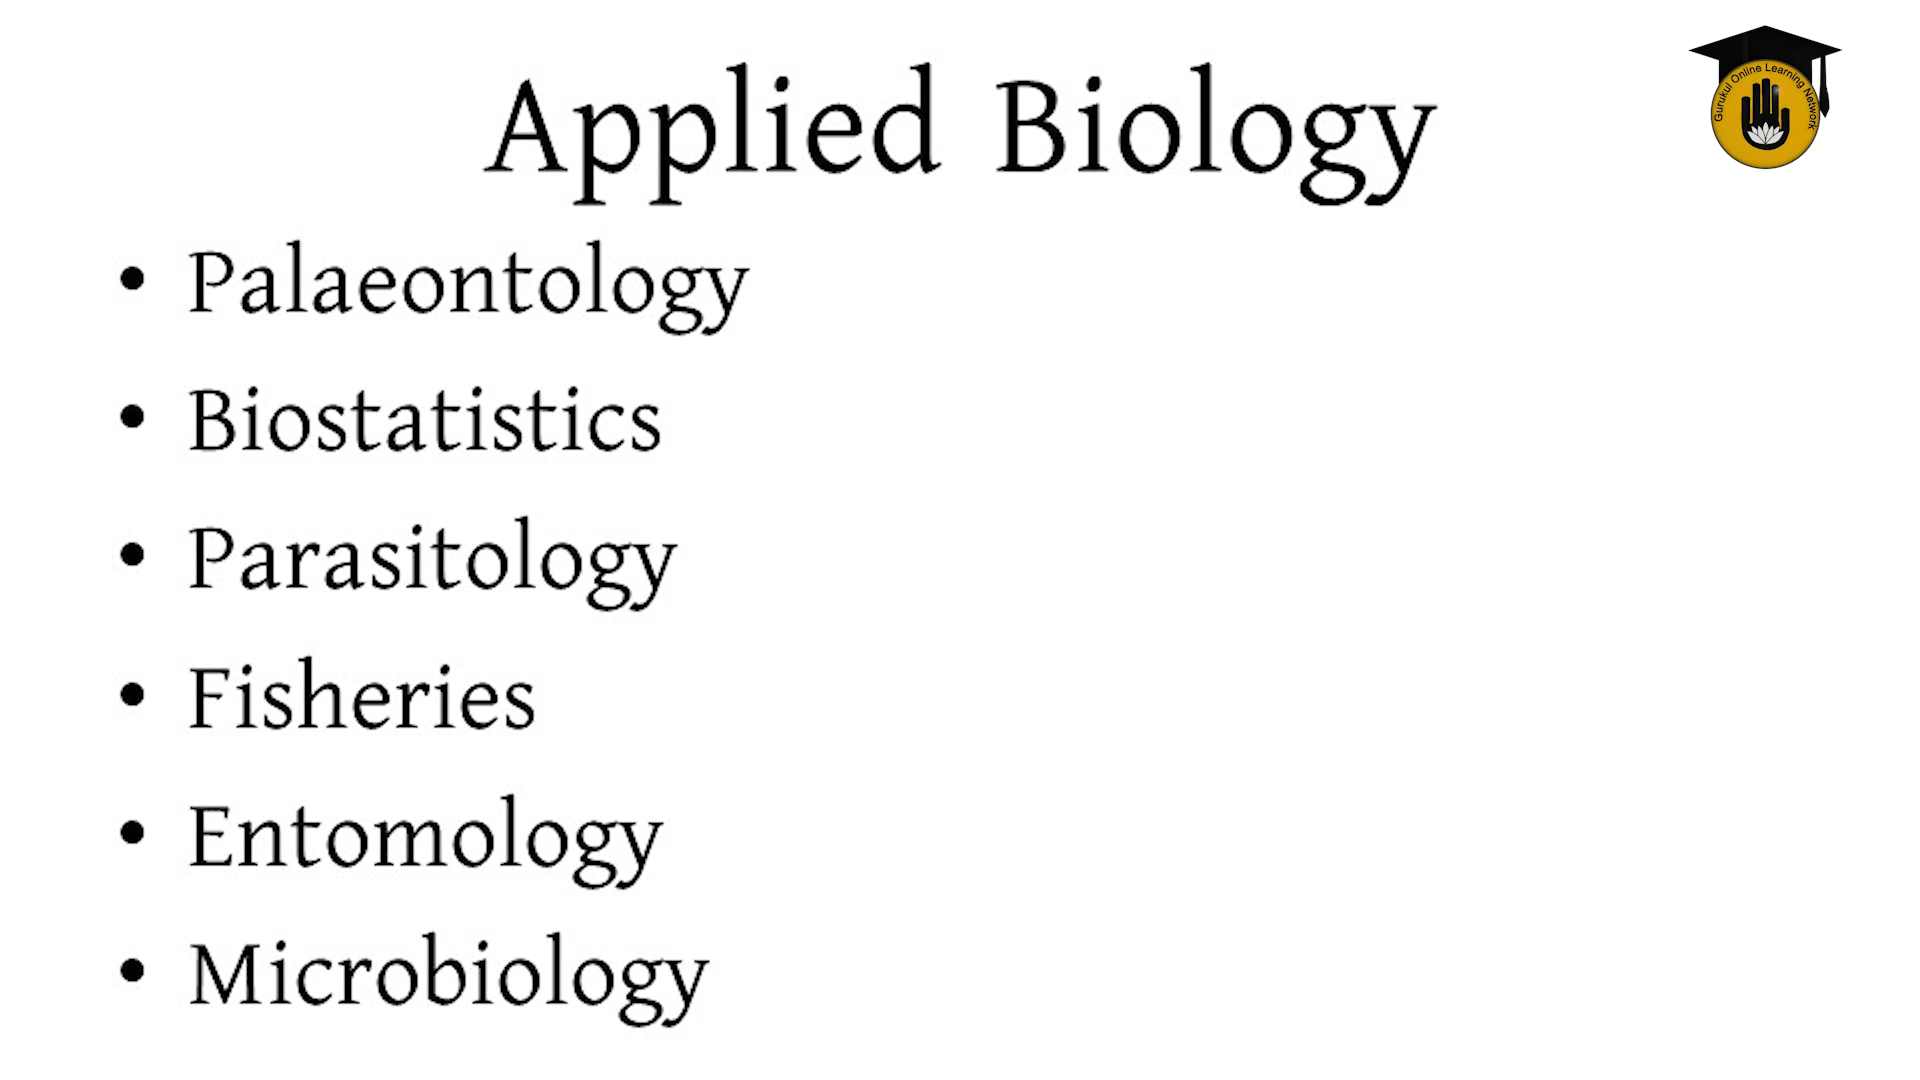 Applied Biology
Gurukul Online Learning Network
• Palaeontology
• Biostatistics
• Parasitology
• Fisheries
• Entomology
• Microbiology